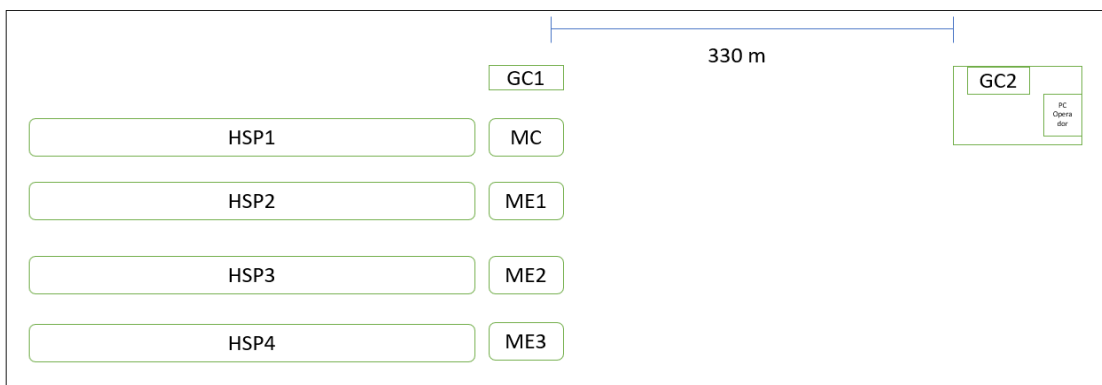 330 m
GC1
GC2
PC
Opera
dor
HSP1
MC
HSP2
ME1
HSP3
ME2
HSP4
ME3